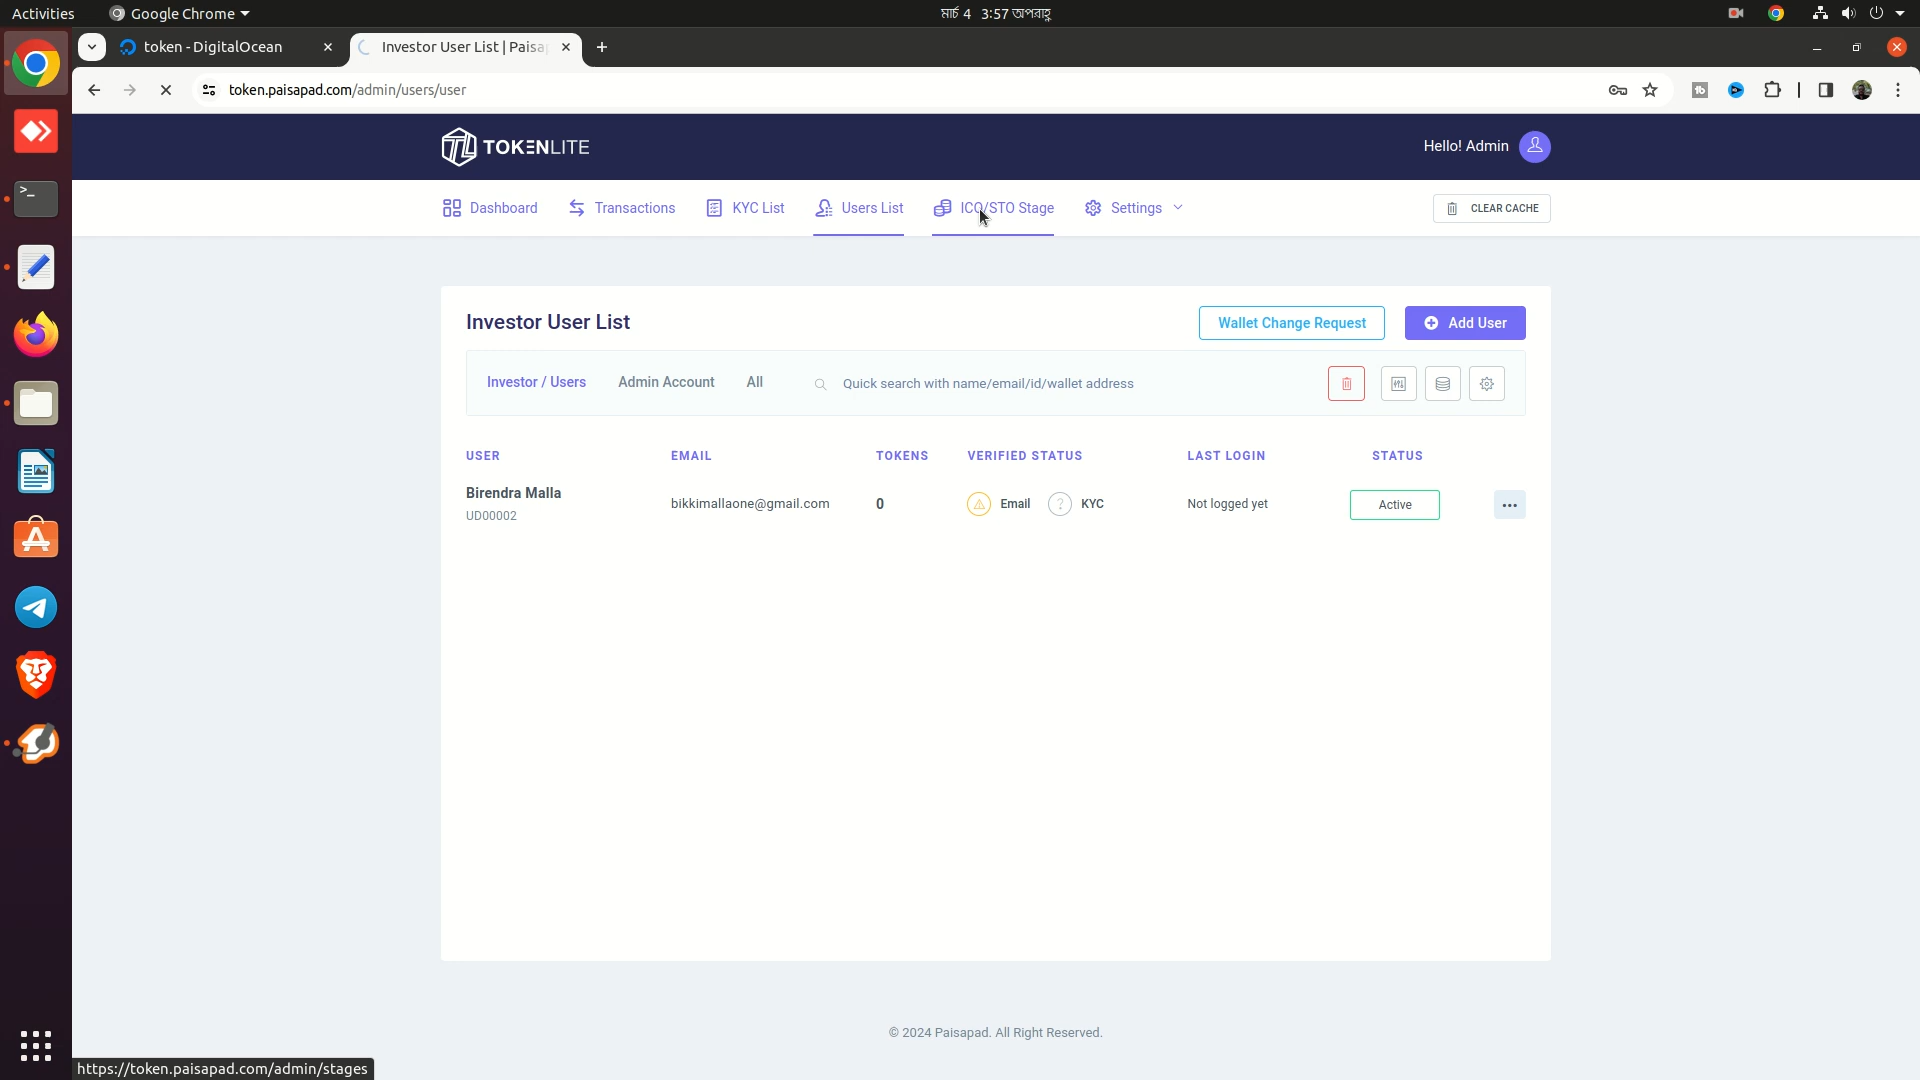 Activities
Google Chrome
मार्च 4 3:57 অপরাহ্ণ
token - DigitalOcean
Investor User List | Paisa
token.paisapad.com/admin/users/user
TOKENLITE
Hello! Admin
Dashboard
Transactions
KYC List
Users List
ICO/STO Stage
Settings
CLEAR CACHE
Investor User List
Wallet Change Request
Add User
Investor / Users
Admin Account
All
Quick search with name/email/id/wallet address
USER
EMAIL
TOKENS
VERIFIED STATUS
LAST LOGIN
STATUS
Birendra Malla
UD00002
bikkimallaone@gmail.com
0
Email
KYC
Not logged yet
Active
© 2024 Paisapad. All Right Reserved.
https://token.paisapad.com/admin/stages